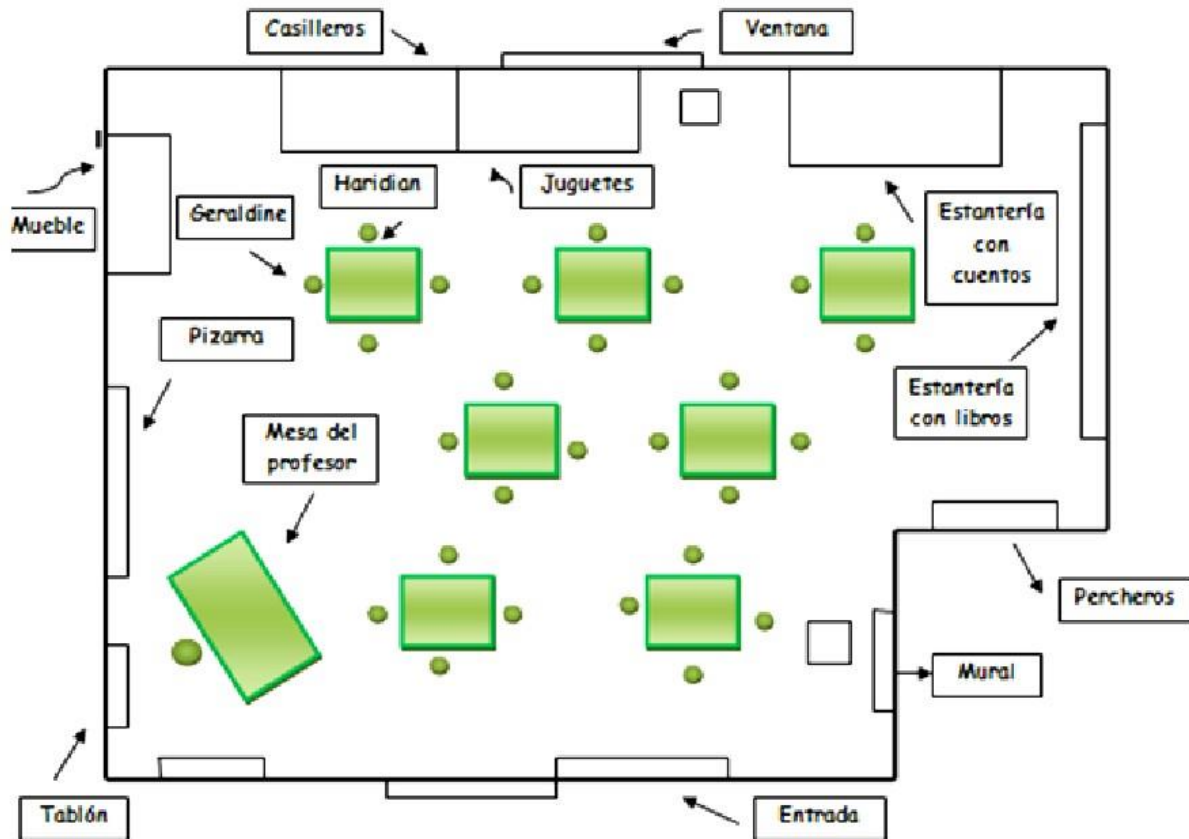 Casilleros
Ventana
Haridian
Juguetes
Mueble
Geraldine
Estantería
con
cuentos
Pizarra
Estantería
con libros
Mesa del
profesor
Percheros
Mural
Tablón
Entrada